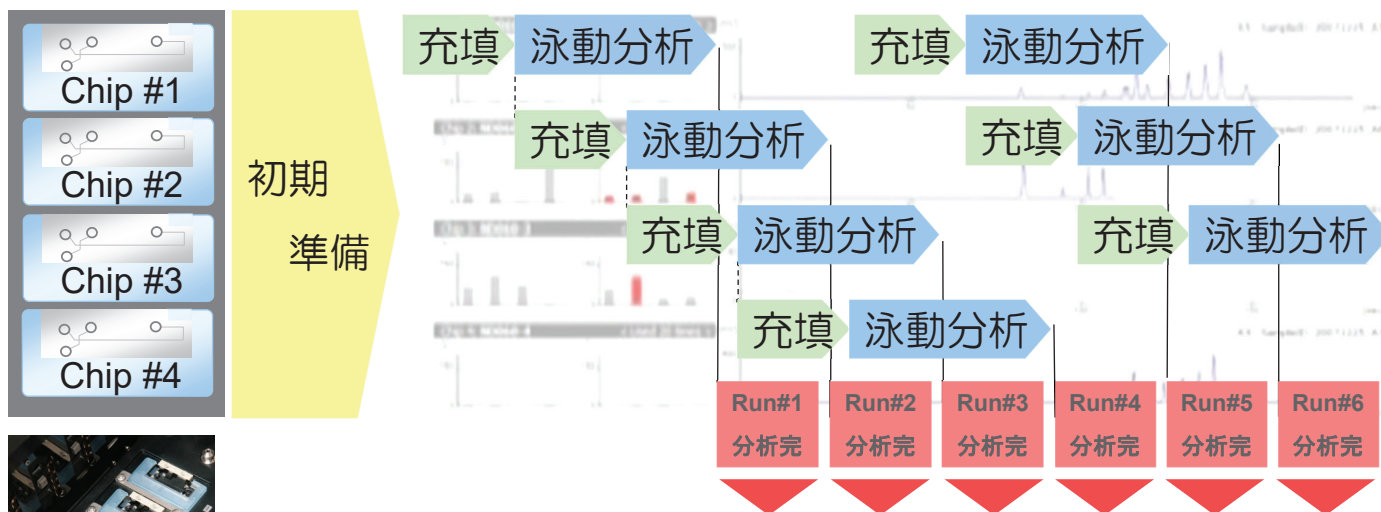 Chip #1
Chip #2
Chip #3
Chip #4
初期
準備
充填 泳動分析 充填 泳動分析
充填 泳動分析 充填 泳動分析
充填 泳動分析 充填 泳動分析
充填 泳動分析
Run#1 Run#2 Run#3 Run#4 Run#5 Run#6
分析完 分析完 分析完 分析完 分析完 分析完